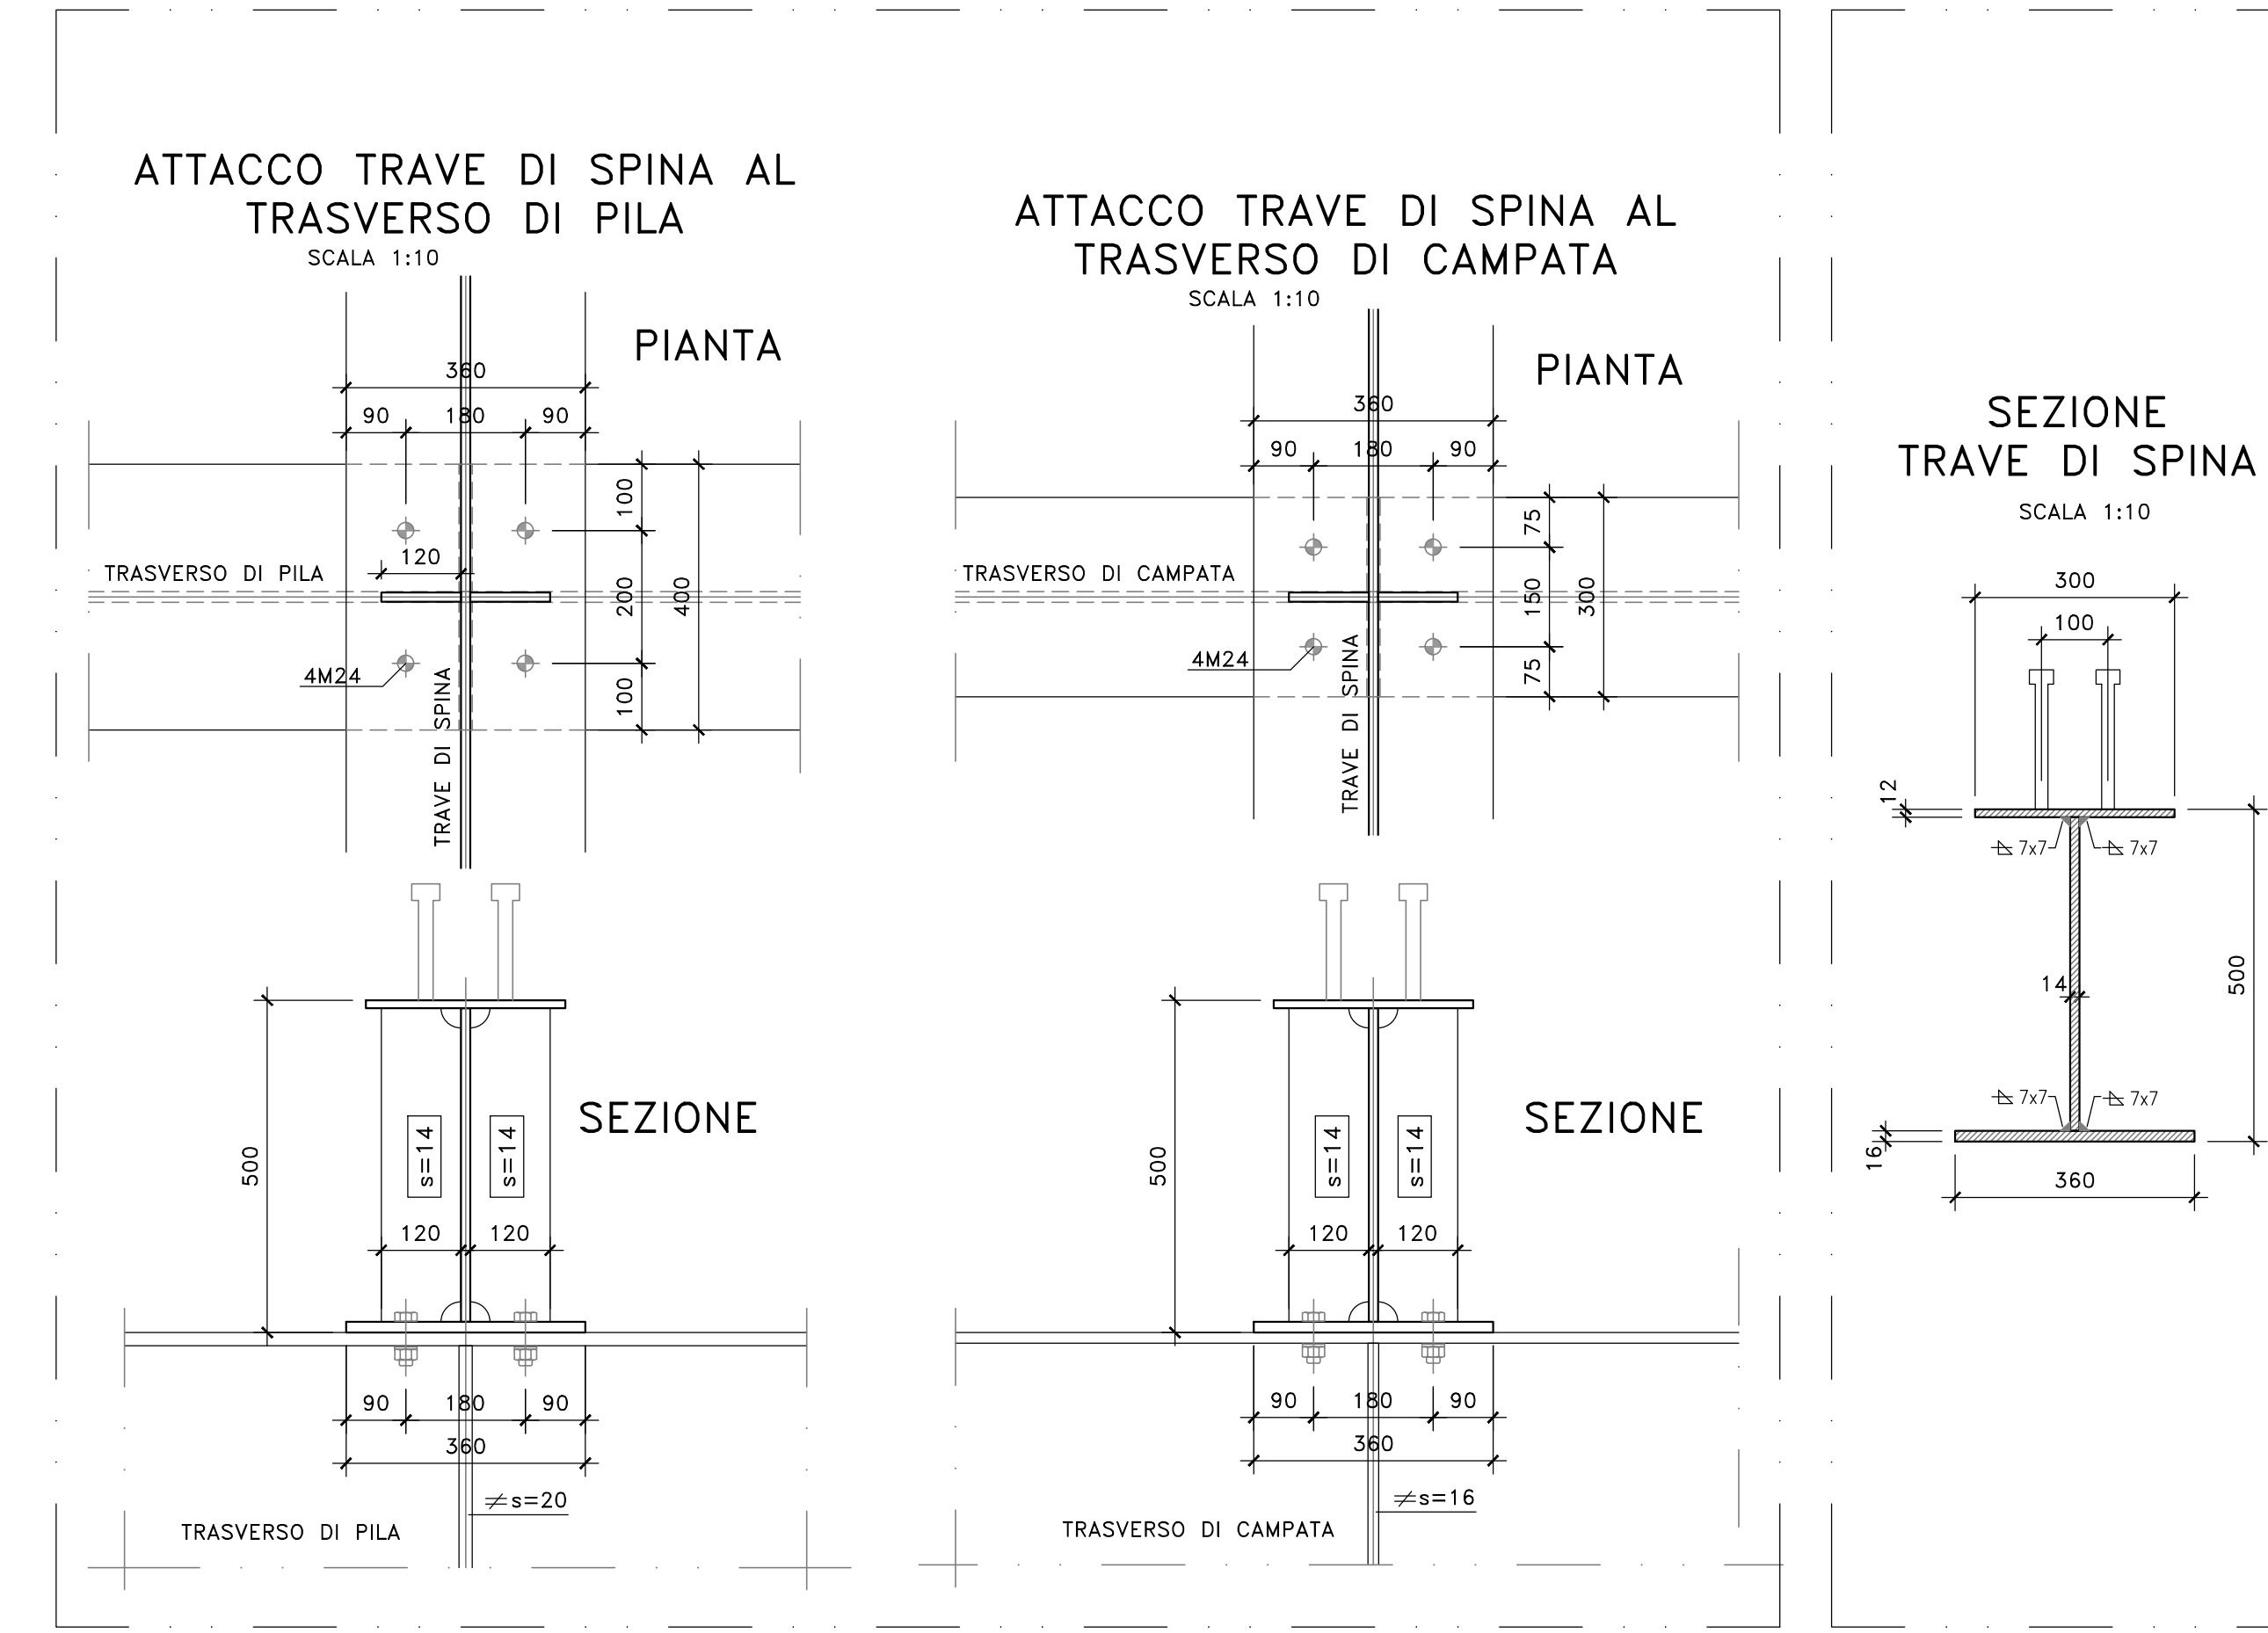 ATTACCO TRAVE DI SPINA AL
TRASVERSO DI PILA
SCALA 1:10
PIANTA
360
90 180 90
100
120
TRASVERSO DI PILA
200
400
4M24
100
TRAVE DI SPINA
500
s=14 s=14
SEZIONE
120 120
90 180 90
360
≠s=20
TRASVERSO DI PILA
ATTACCO TRAVE DI SPINA AL
TRASVERSO DI CAMPATA
SCALA 1:10
PIANTA
360
90 180 90
75
TRASVERSO DI CAMPATA
150
300
4M24
75
TRAVE DI SPINA
500
s=14 s=14
SEZIONE
120 120
90 180 90
360
≠s=16
TRASVERSO DI CAMPATA
SEZIONE
TRAVE DI SPINA
SCALA 1:10
300
100
12
7x7 7x7
14
500
7x7 7x7
16
360